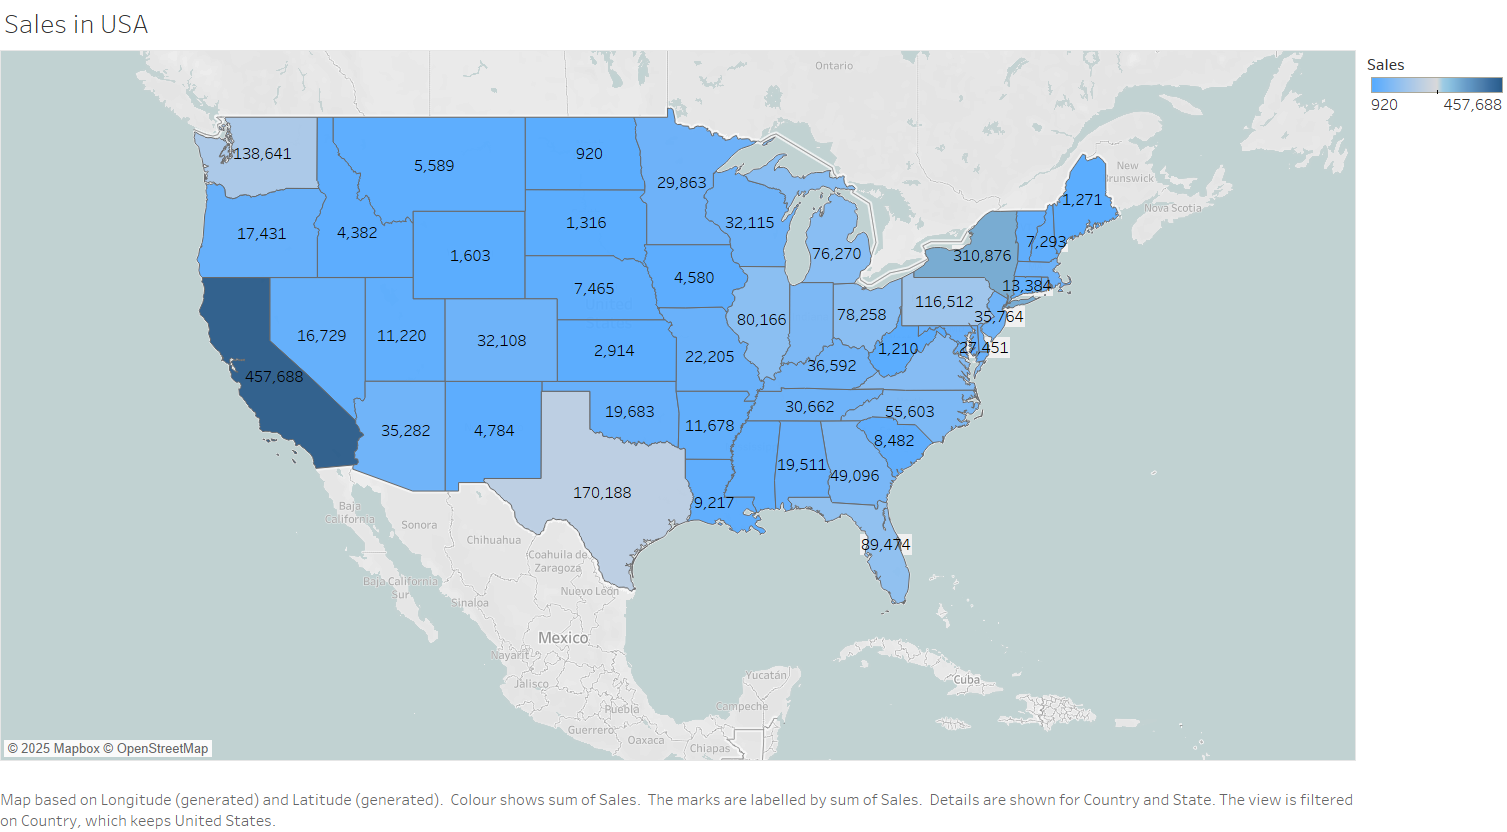 Sales in USA
Sales
920
457,688
Ontario
New
Brunswick
Nova Scotia
138,641
5,589
920
29,863
1,271
17,431
4,382
1,316
32,115
7,293
1,603
76,270
310,876
4,580
13,384
7,465
116,512
80,166
78,258
35,764
16,729
11,220
32,108
2,914
22,205
1,210
27,451
36,592
457,688
35,282
4,784
19,683
11,678
30,662
55,603
8,482
19,511
49,096
170,188
9,217
89,474
Baja
California
Sonora
Chihuahua
Coahuila de
Zaragoza
Baja California
Sur
Nuevo León
Sinaloa
Mexico
Nayarit
Jalisco
Yucatán
Cuba
Puebla
Campeche
Guerrero
Oaxaca
Chiapas
© 2025 Mapbox © OpenStreetMap
Map based on Longitude (generated) and Latitude (generated).  Colour shows sum of Sales.  The marks are labelled by sum of Sales.  Details are shown for Country and State. The view is filtered
on Country, which keeps United States.